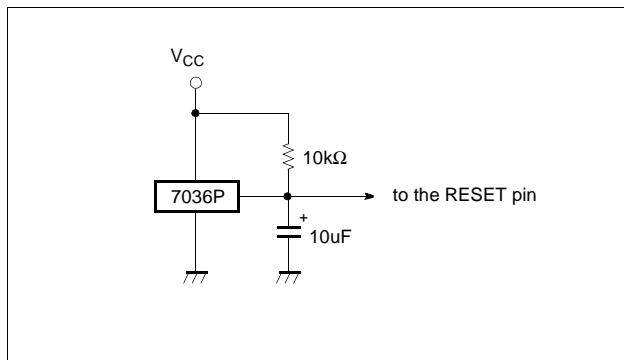 VCC
10kΩ
7036P
to the RESET pin
+
10uF